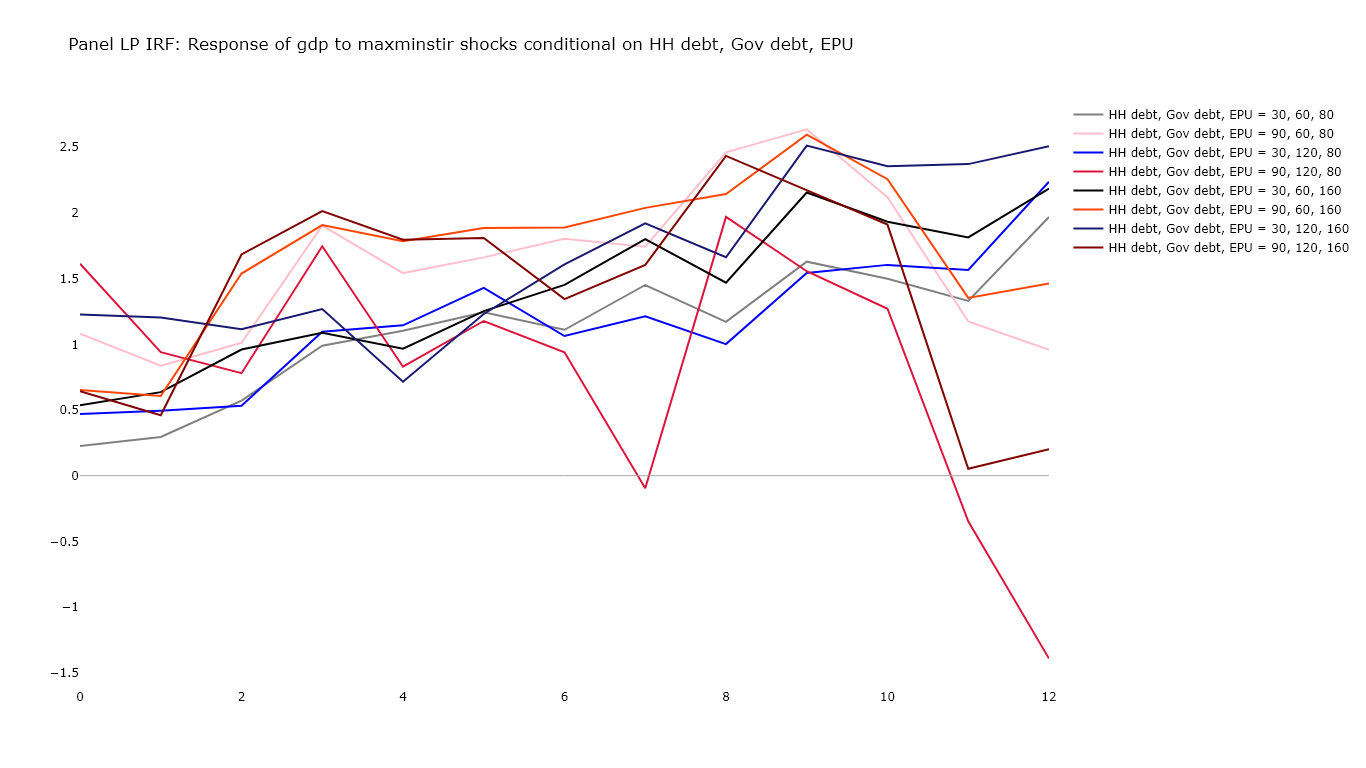 Panel LP IRF: Response of gdp to maxminstir shocks conditional on HH debt, Gov debt, EPU
HH debt, Gov debt, EPU = 30, 60, 80
HH debt, Gov debt, EPU = 90, 60, 80
HH debt, Gov debt, EPU = 30, 120, 80
HH debt, Gov debt, EPU = 90, 120, 80
HH debt, Gov debt, EPU = 30, 60, 160
HH debt, Gov debt, EPU = 90, 60, 160
HH debt, Gov debt, EPU = 30, 120, 160
HH debt, Gov debt, EPU = 90, 120, 160
2.5
2
1.5
1
0.5
0
−0.5
−1
−1.5
0 2 4 6 8 10 12